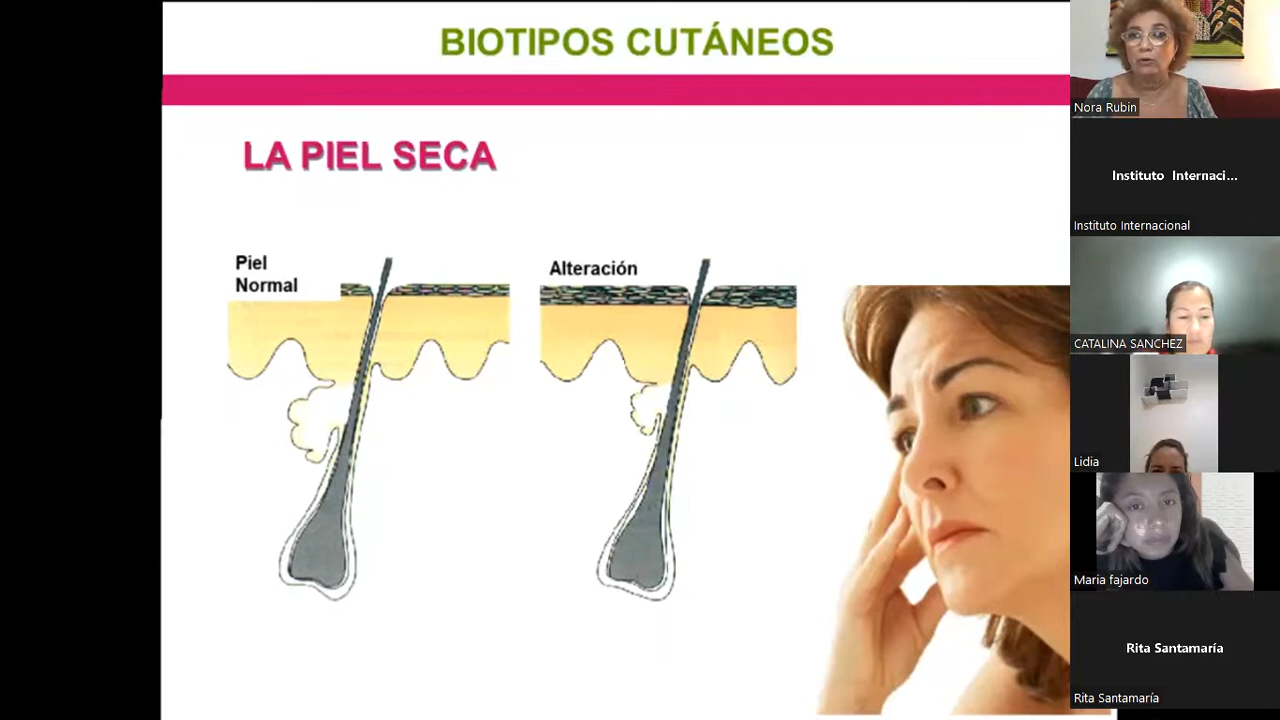 BIOTIPOS CUTÁNEOS
LA PIEL SECA
Piel
Normal
Alteración
Nora Rubin
Instituto Internaci...
Instituto Internacional
CATALINA SANCHEZ
Lidia
Maria fajardo
Rita Santamaría
Rita Santamaría